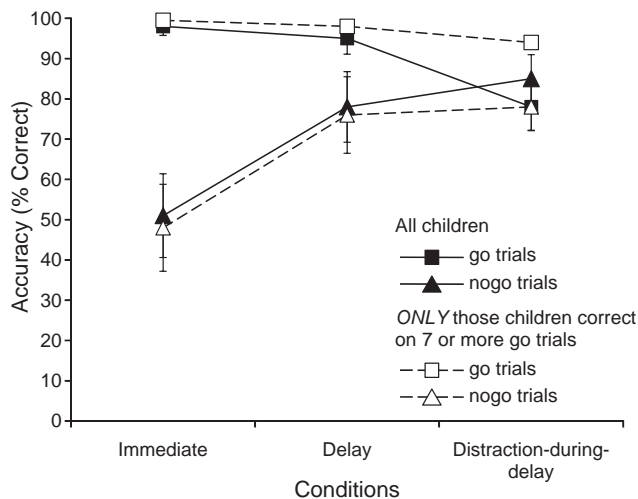 100
90
80
70
60
50
40
30
20
10
0
Accuracy (% Correct)
All children
go trials
nogo trials
ONLY those children correct
on 7 or more go trials
go trials
nogo trials
Immediate
Delay
Distraction-during-
delay
Conditions